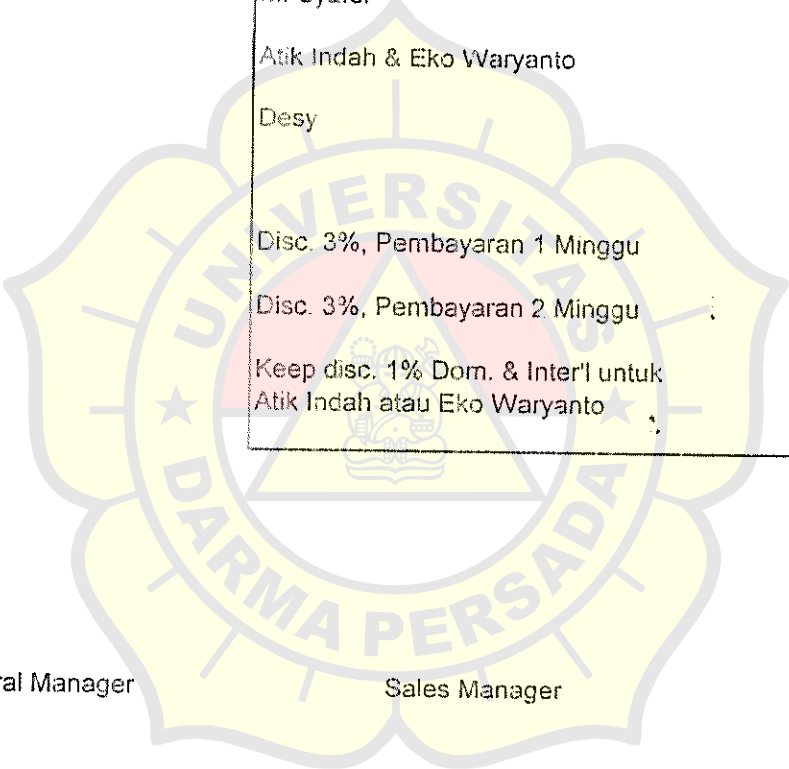 Atik Indah & Eko Waryanto
Desy
Disc. 3%, Pembayaran 1 Minggu
Disc. 3%, Pembayaran 2 Minggu
Keep disc. 1% Dom. & Inter'l untuk
Atik Indah atau Eko Waryanto
UNIVERSITAS
DARMA PERSADA
ral Manager
Sales Manager